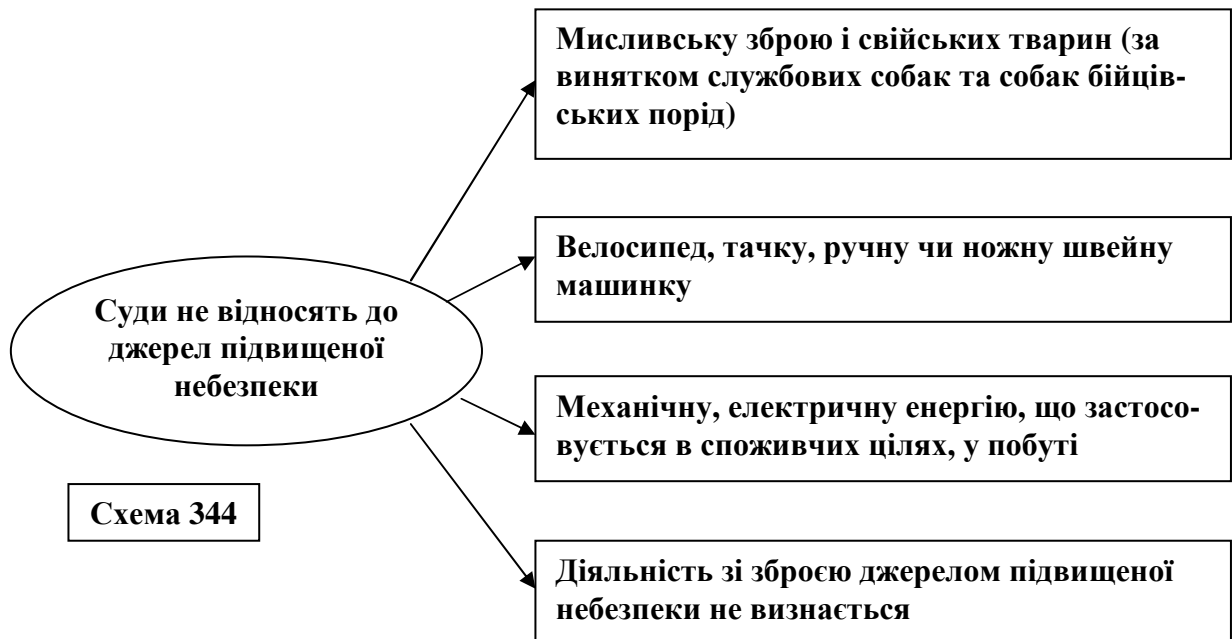 Мисливську зброю і свійських тварин (за
винятком службових собак та собак бійців-
ських порід)
Велосипед, тачку, ручну чи ножну швейну
машинку
Суди не відносять до
джерел підвищеної
небезпеки
Механічну, електричну енергію, що застосо-
вується в споживчих цілях, у побуті
Схема 344
Діяльність зі зброєю джерелом підвищеної
небезпеки не визнається